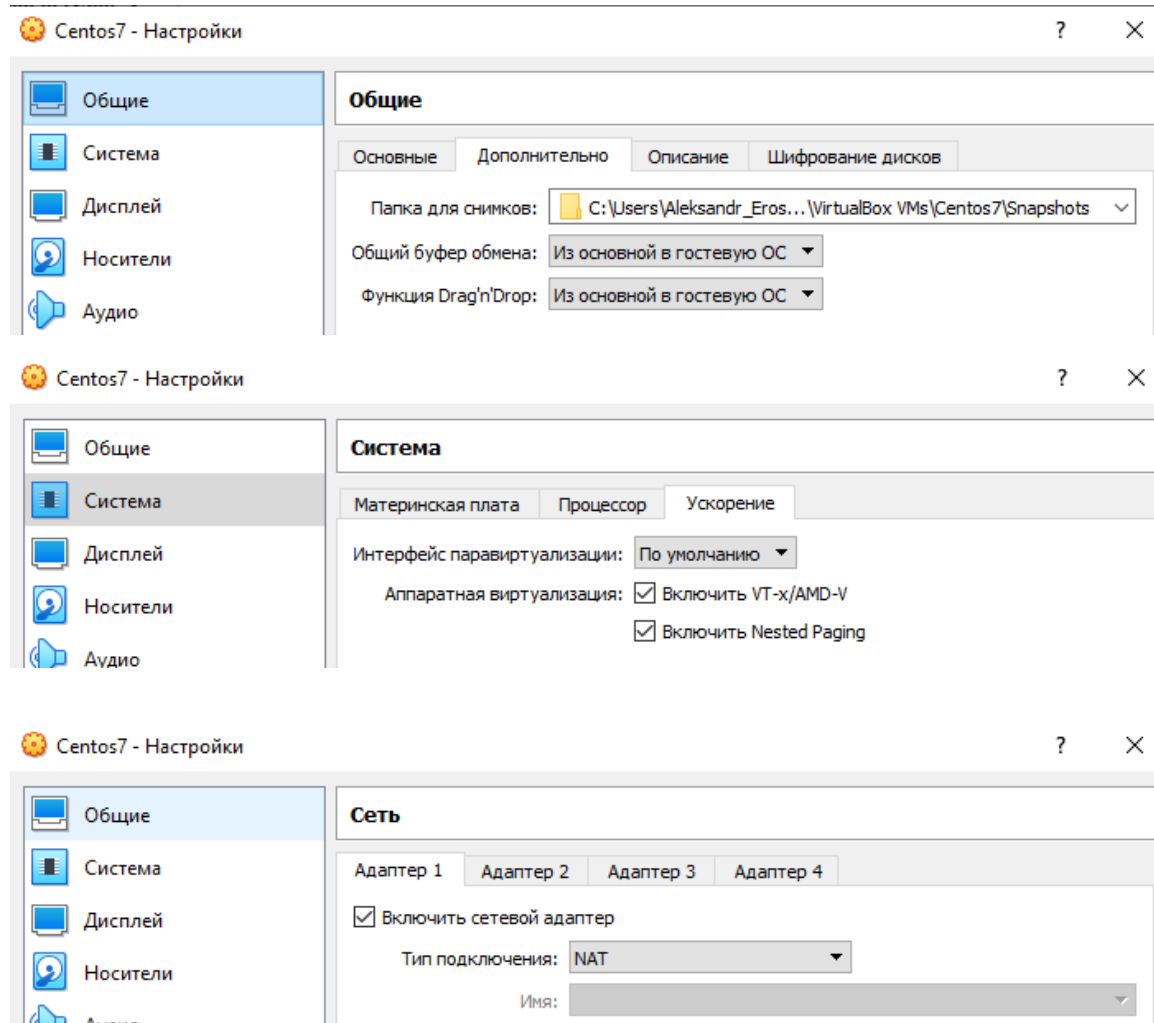 Centos7 - Настройки ? ×
Общие
Система
Дисплей
Носители
Аудио
Общие
Основные Дополнительно Описание Шифрование дисков
Папка для снимков: C:\Users\Aleksandr_Eros...\VirtualBox VMs\Centos7\Snapshots
Общий буфер обмена: Из основной в гостевую ОС
Функция Drag'n'Drop: Из основной в гостевую ОС
Centos7 - Настройки ? ×
Общие
Система
Дисплей
Носители
Аудио
Система
Материнская плата Процессор Ускорение
Интерфейс паравиртуализации: По умолчанию
Аппаратная виртуализация: Включить VT-x/AMD-V
Включить Nested Paging
Centos7 - Настройки ? ×
Общие
Система
Дисплей
Носители
Сеть
Адаптер 1 Адаптер 2 Адаптер 3 Адаптер 4
Включить сетевой адаптер
Тип подключения: NAT
Имя: